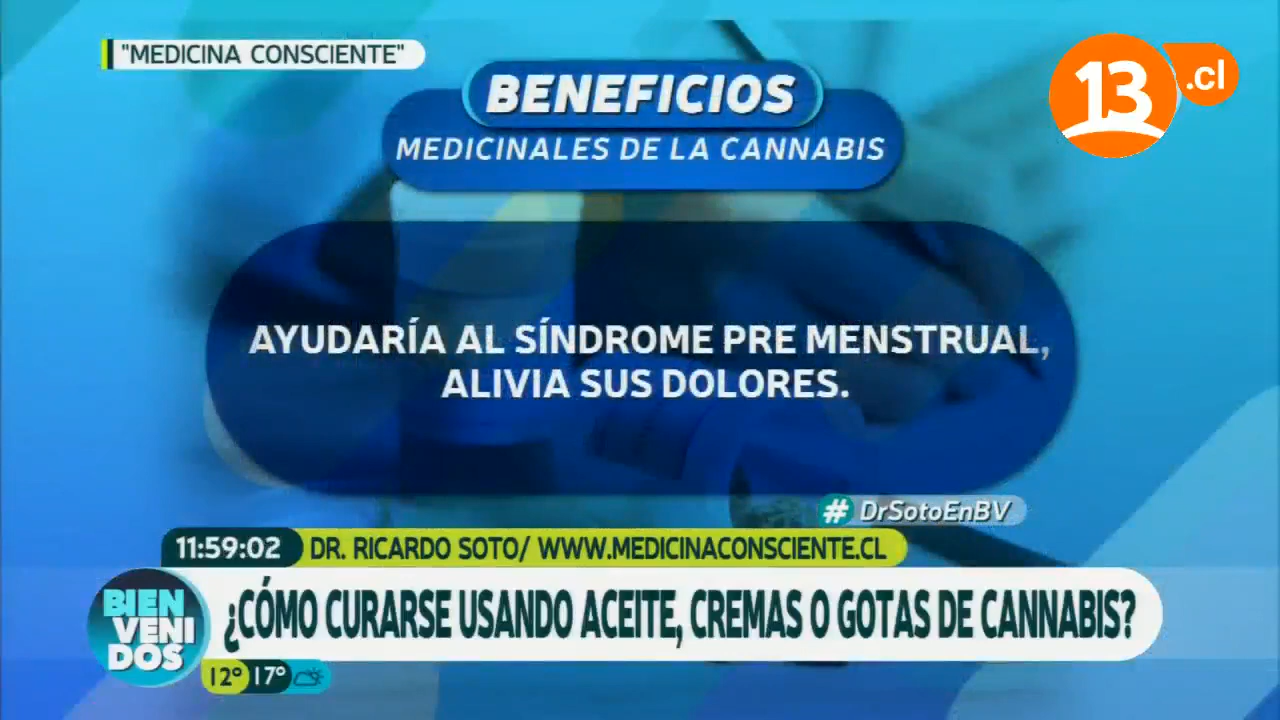 "MEDICINA CONSCIENTE"
13.cl
BENEFICIOS
MEDICINALES DE LA CANNABIS
AYUDARÍA AL SÍNDROME PRE MENSTRUAL,
ALIVIA SUS DOLORES.
# DrSotoEnBV
11:59:02 DR. RICARDO SOTO/ WWW.MEDICINACONSCIENTE.CL
BIEN
VENI
DOS
¿CÓMO CURARSE USANDO ACEITE, CREMAS O GOTAS DE CANNABIS?
12° 17°